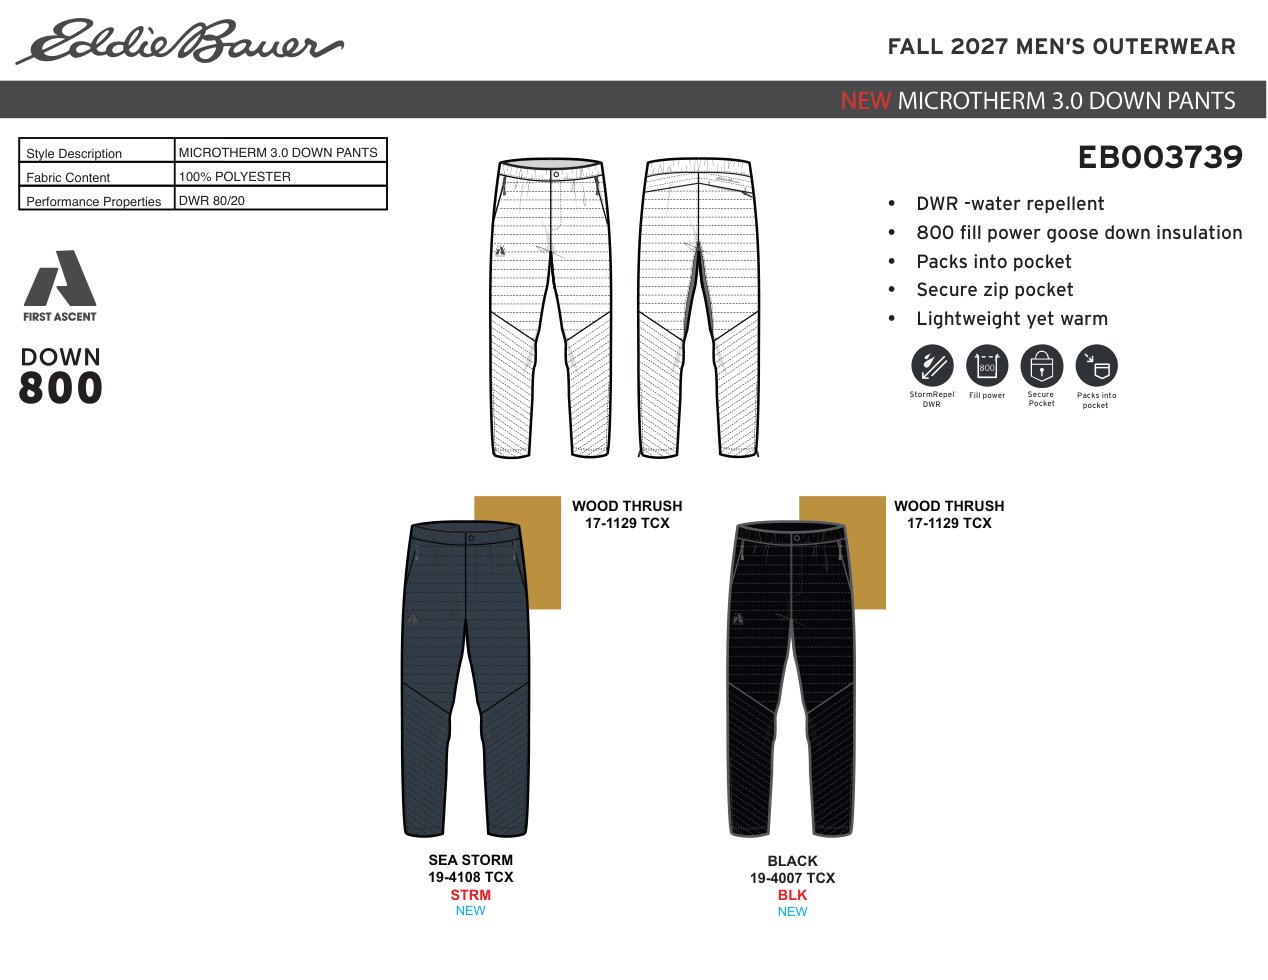 Eddie Bauer
FALL 2027 MEN'S OUTERWEAR
NEW MICROTHERM 3.0 DOWN PANTS
Style Description MICROTHERM 3.0 DOWN PANTS
Fabric Content 100% POLYESTER
Performance Properties DWR 80/20
EB003739
• DWR -water repellent
• 800 fill power goose down insulation
• Packs into pocket
• Secure zip pocket
• Lightweight yet warm
FIRST ASCENT
DOWN
800
800
StormRepel
DWR
Fill power
Secure
Pocket
Packs into
pocket
WOOD THRUSH
17-1129 TCX
WOOD THRUSH
17-1129 TCX
SEA STORM
19-4108 TCX
STRM
NEW
BLACK
19-4007 TCX
BLK
NEW